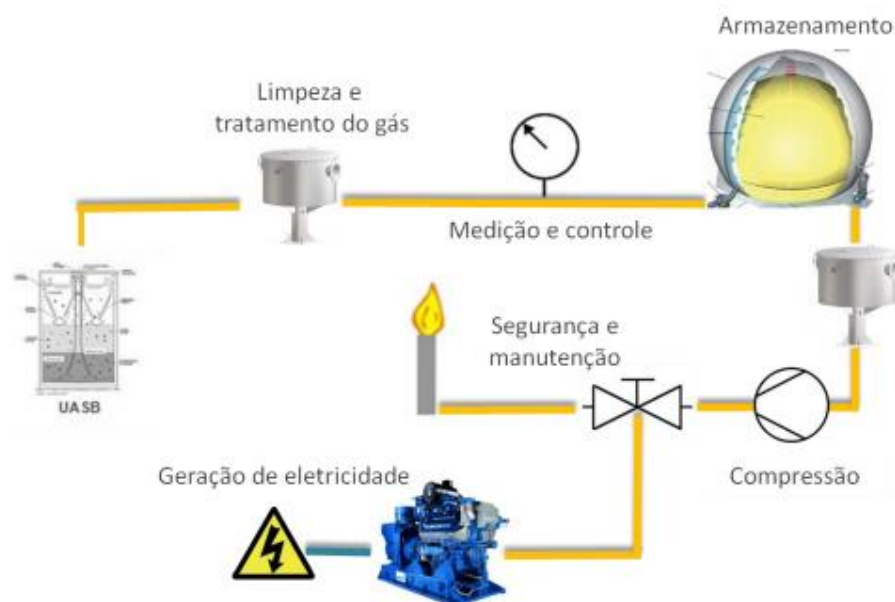 Armazenamento
Limpeza e
tratamento do gás
Medição e controle
Segurança e
manutenção
UASB
Compressão
Geração de eletricidade